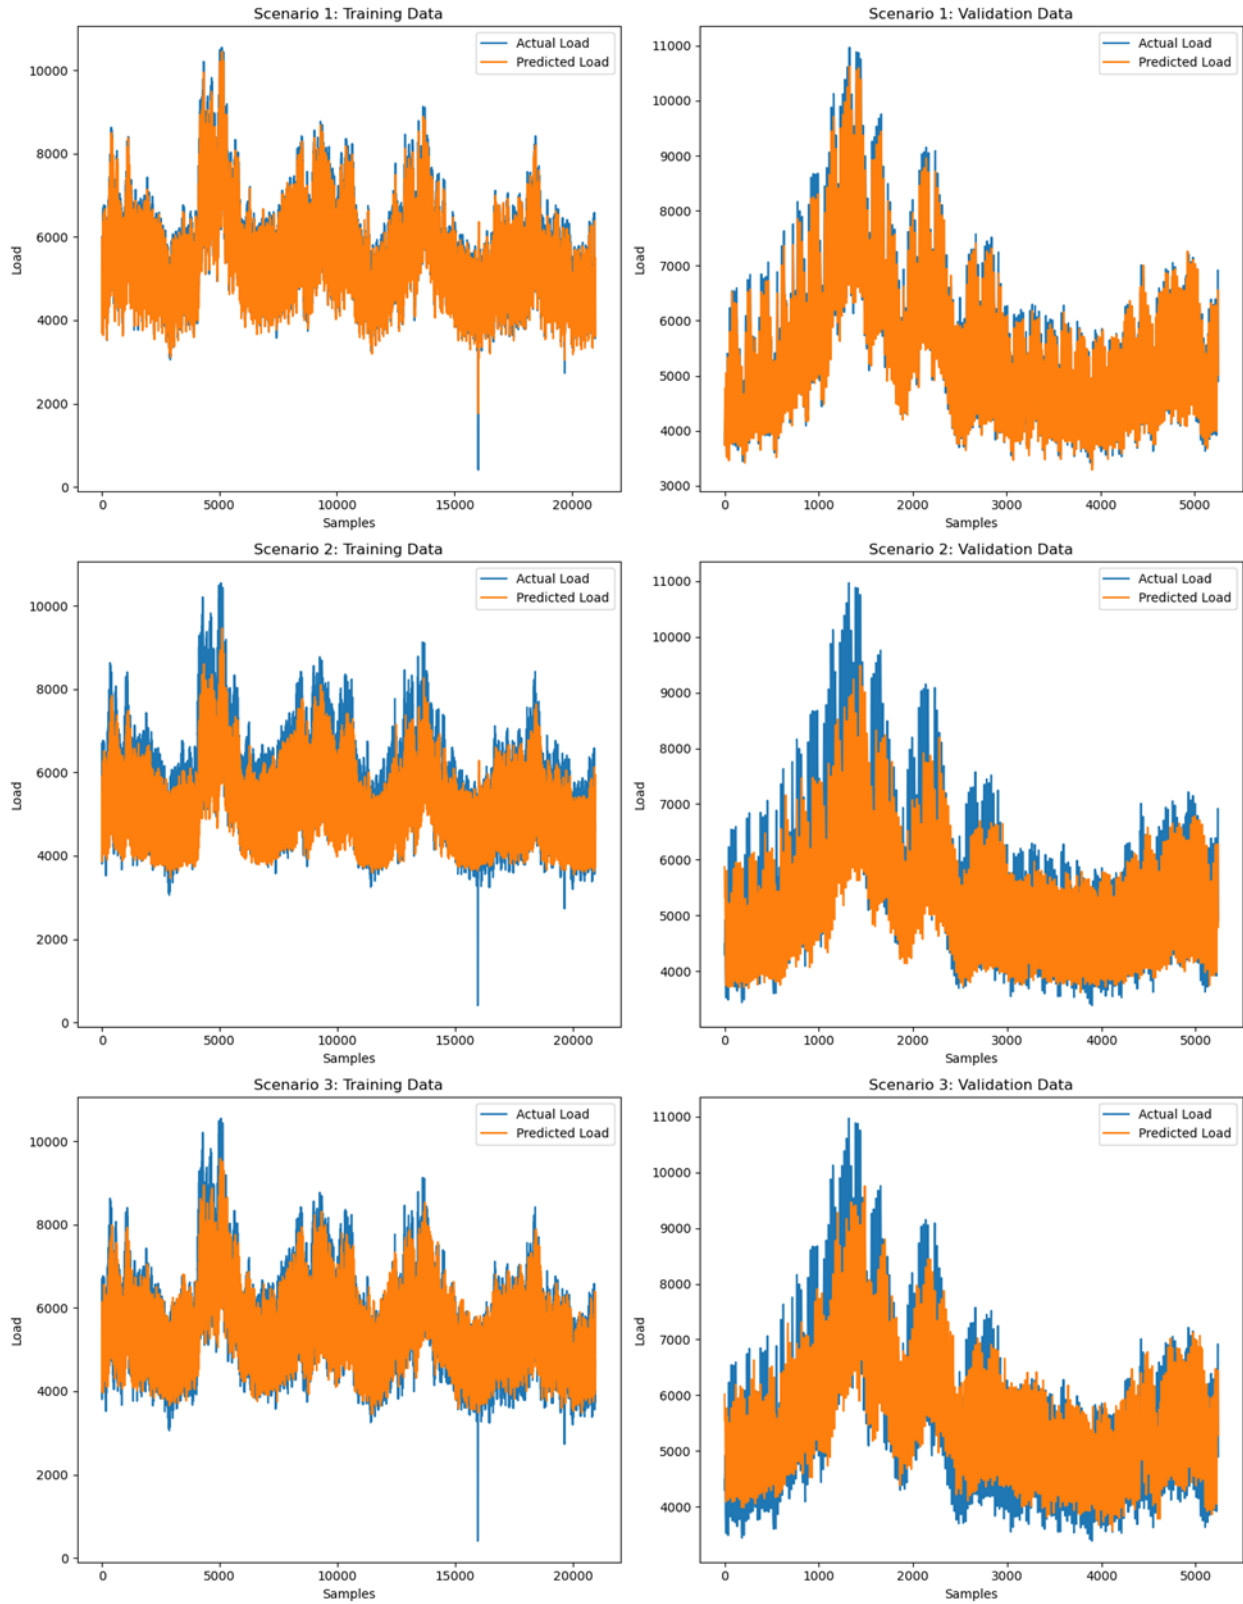 Scenario 1: Training Data
Actual Load
Predicted Load
10000
8000
6000
4000
2000
0
Load
0 5000 10000 15000 20000
Samples
Scenario 1: Validation Data
Actual Load
Predicted Load
11000
10000
9000
8000
7000
6000
5000
4000
3000
Load
0 1000 2000 3000 4000 5000
Samples
Scenario 2: Training Data
Actual Load
Predicted Load
10000
8000
6000
4000
2000
0
Load
0 5000 10000 15000 20000
Samples
Scenario 2: Validation Data
Actual Load
Predicted Load
11000
10000
9000
8000
7000
6000
5000
4000
Load
0 1000 2000 3000 4000 5000
Samples
Scenario 3: Training Data
Actual Load
Predicted Load
10000
8000
6000
4000
2000
0
Load
0 5000 10000 15000 20000
Samples
Scenario 3: Validation Data
Actual Load
Predicted Load
11000
10000
9000
8000
7000
6000
5000
4000
Load
0 1000 2000 3000 4000 5000
Samples